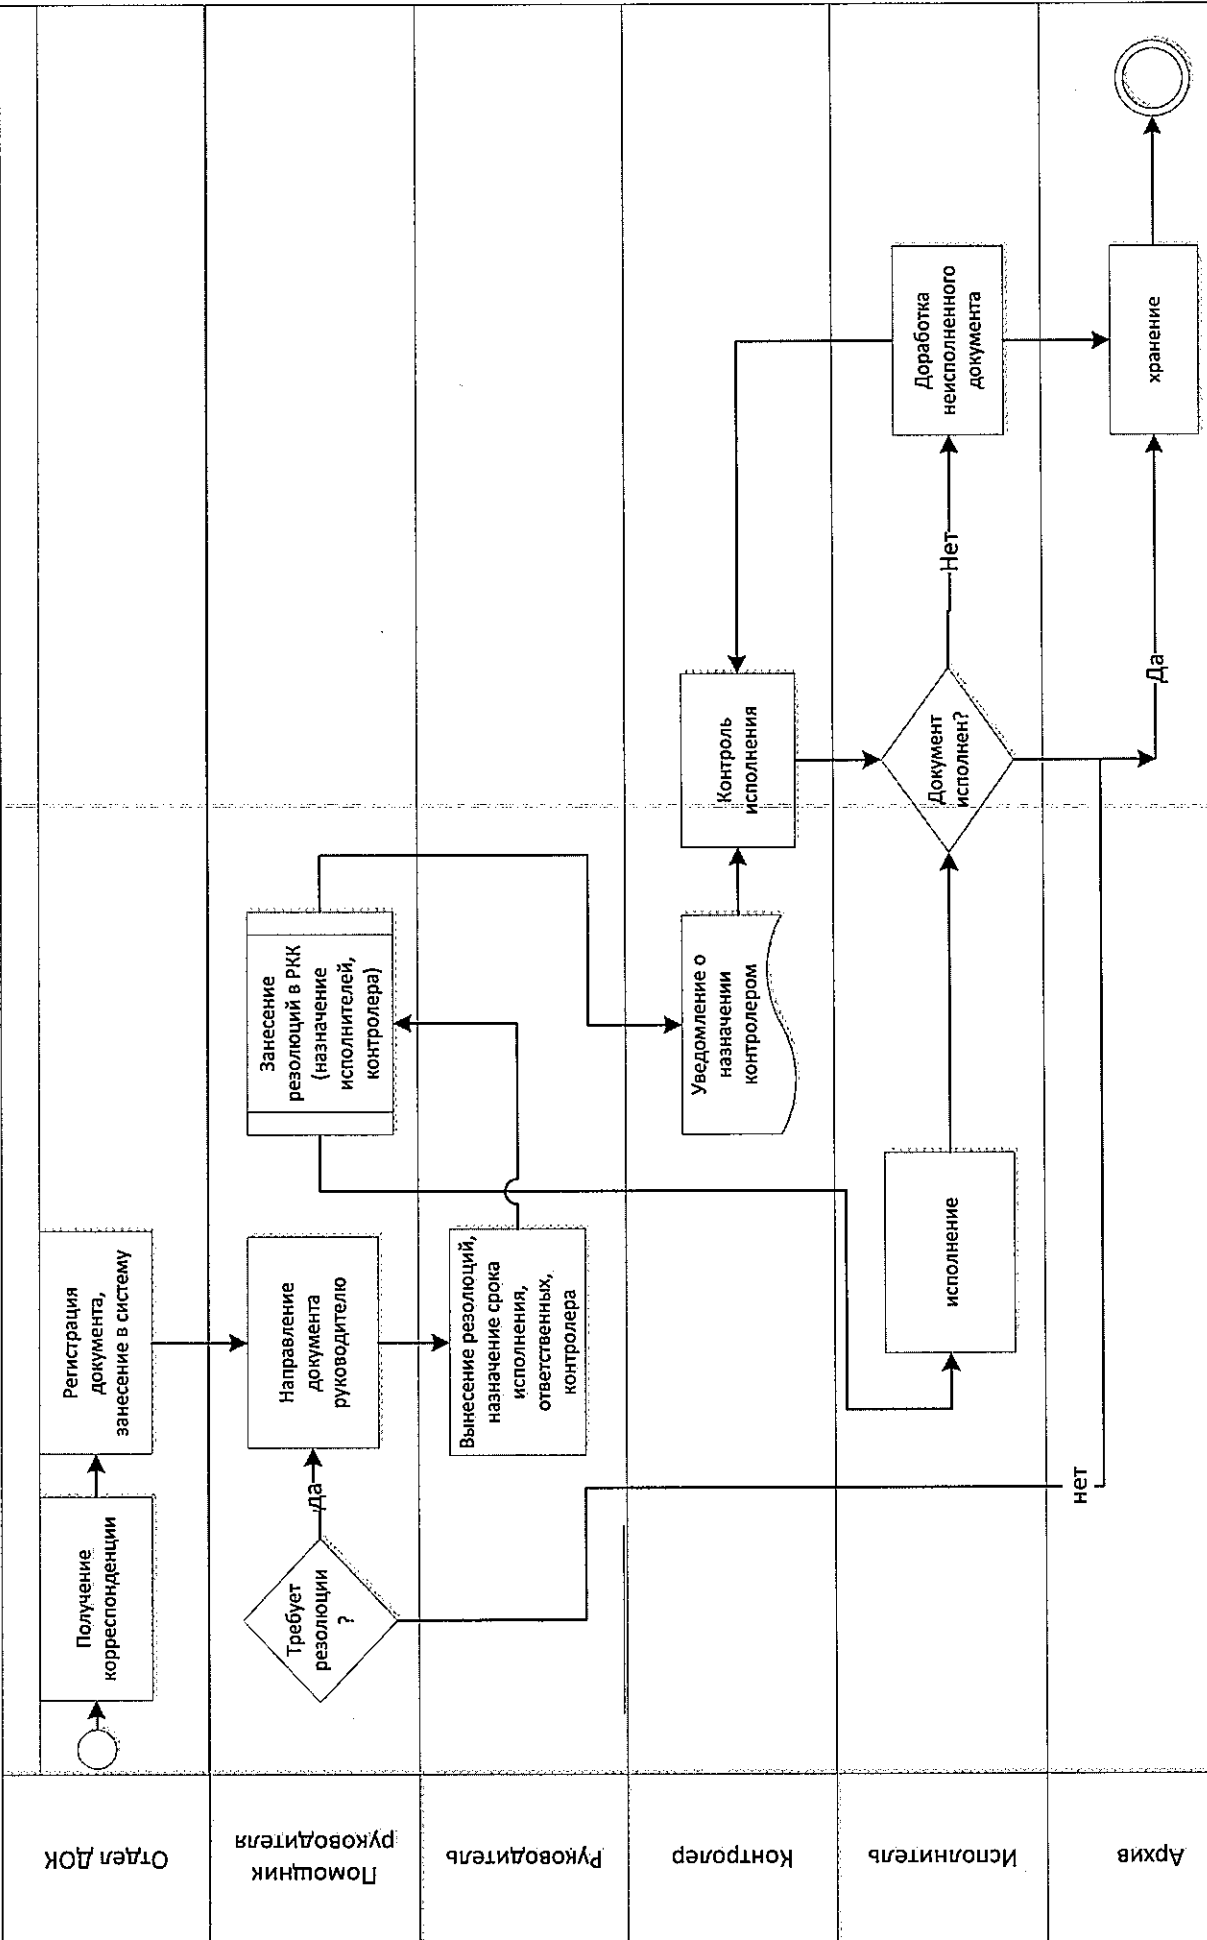 Отдел ДОК
Получение
корреспонденции
Регистрация
документа,
занесение в систему
Помощник
руководителя
Требует
резолюции
?
да
Направление
документа
руководителю
Занесение
резолюций в РКК
(назначение
исполнителей,
контролера)
Руководитель
Вынесение резолюций,
назначение срока
исполнения,
ответственных,
контролера
Контролер
Уведомление о
назначении
контролером
Контроль
исполнения
Исполнитель
исполнение
Документ
исполнен?
Нет
Доработка
неисполненного
документа
Архив
нет
Да
хранение